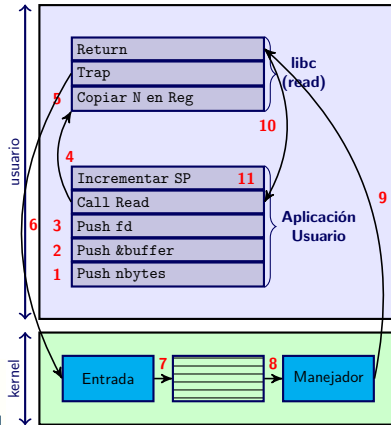 Return
Trap
5 Copiar N en Reg
libc
(read)
10
4
Incrementar SP 11
Call Read
3 Push fd
2 Push &buffer
1 Push nbytes
Aplicación
Usuario
usuario
6
9
kernel
Entrada
7
8
Manejador